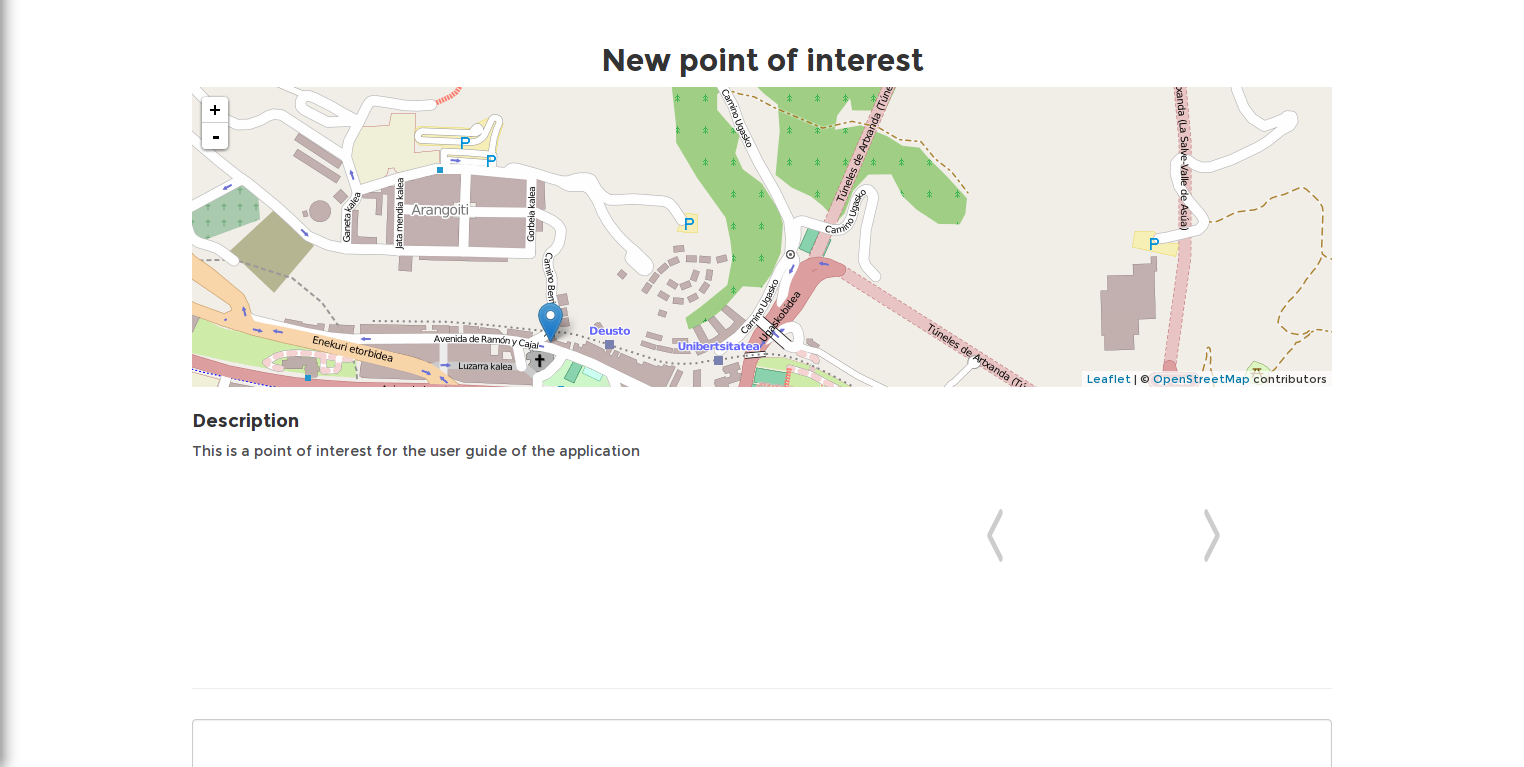 New point of interest
+
-
Camino Ugasko
Túneles de Artxanda (Túne
xanda (La Salve-Valle de Asúa)
P
P
Ganeta kalea
Jata mendia kalea
Arangoiti
Gorbeia kalea
P
Camino Ugasko
P
Camino Berri
Camino Ugasko
Ugaskobidea
Deusto
Unibertsitatea
Avenida de Ramón y Cajal
Enekuri etorbidea
Luzarra kalea
Túneles de Artxanda (Tú
Leaflet | © OpenStreetMap contributors
Description
This is a point of interest for the user guide of the application